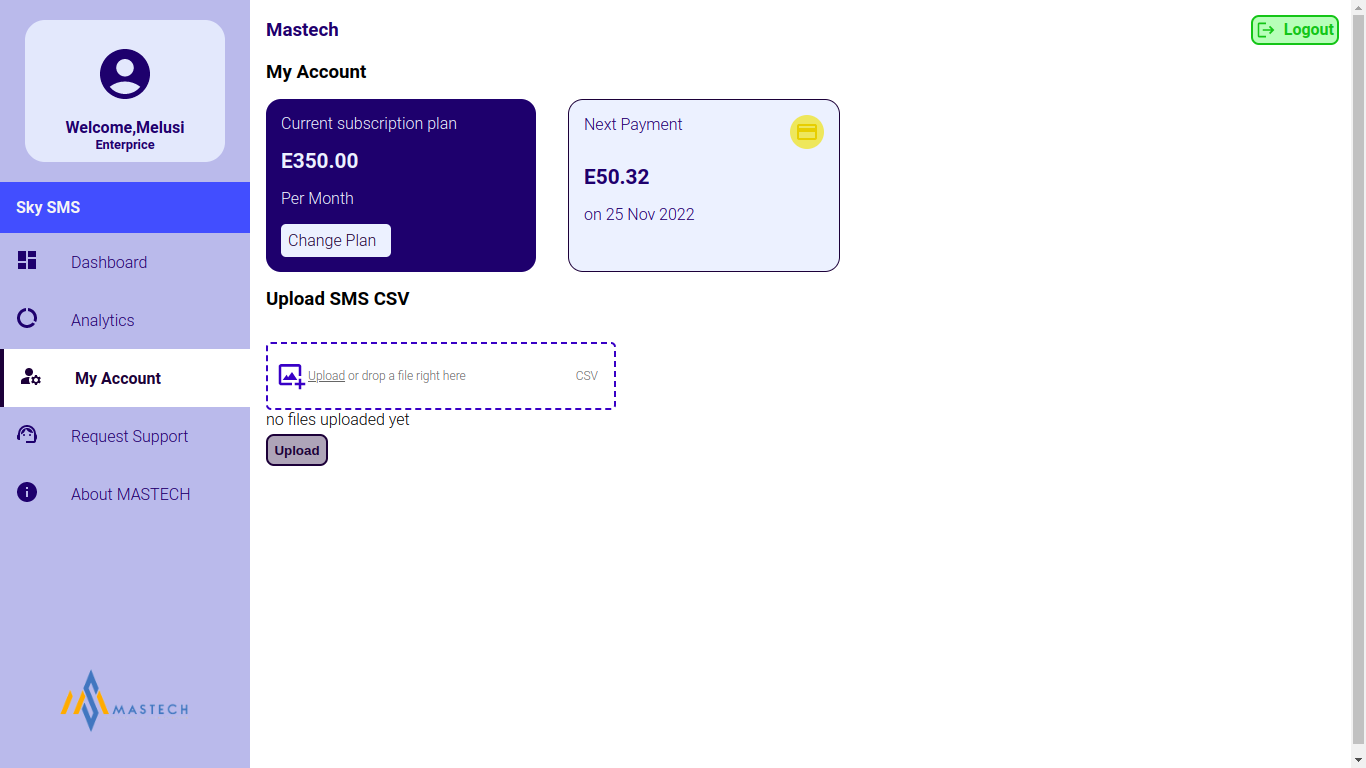 Welcome,Melusi
Enterprice
Sky SMS
Dashboard
Analytics
My Account
Request Support
About MASTECH
MASTECH
Mastech
Logout
My Account
Current subscription plan
E350.00
Per Month
Change Plan
Next Payment
E50.32
on 25 Nov 2022
Upload SMS CSV
Upload or drop a file right here CSV
no files uploaded yet
Upload